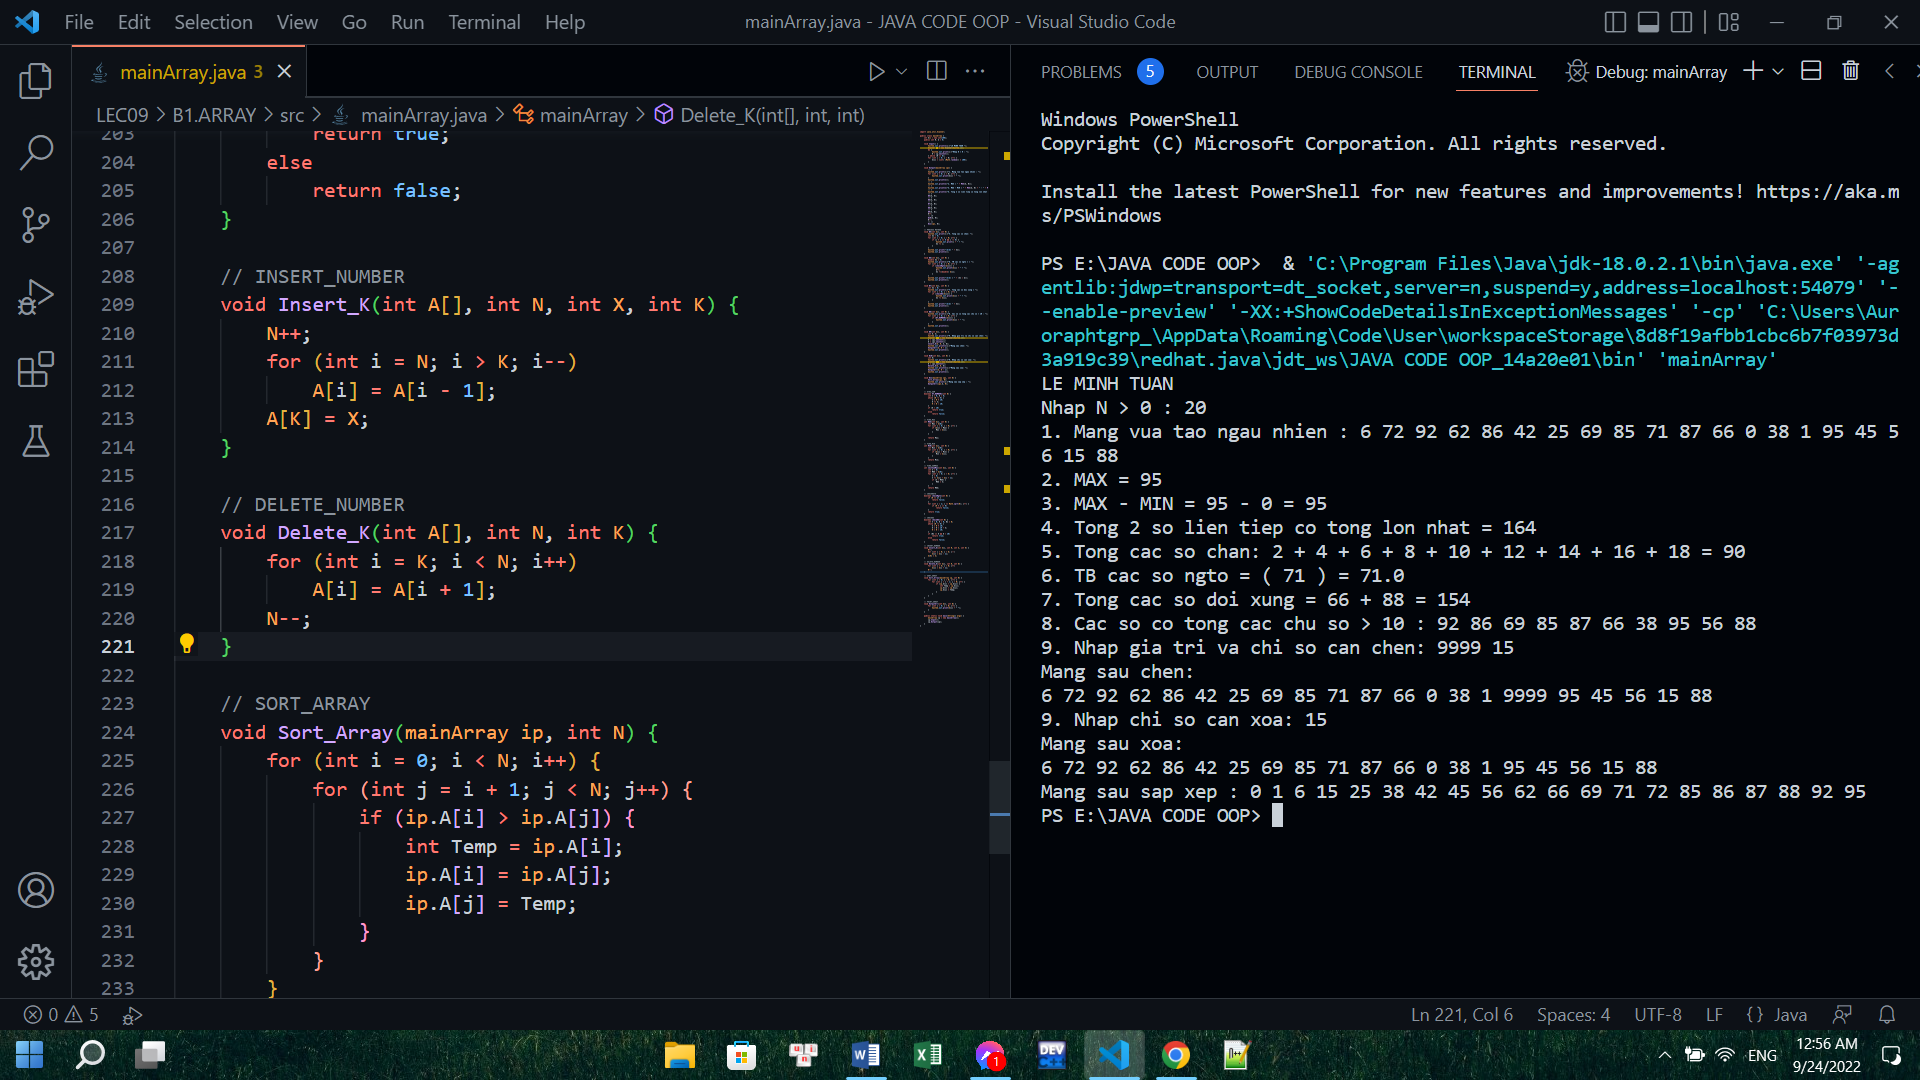 File Edit Selection View Go Run Terminal Help
mainArray.java - JAVA CODE OOP - Visual Studio Code
mainArray.java 3
LEC09 > B1.ARRAY > src > mainArray.java > mainArray > Delete_K(int[], int, int)
203 return true;
204 else
205 return false;
206 }
207
208 // INSERT_NUMBER
209 void Insert_K(int A[], int N, int X, int K) {
210 N++;
211 for (int i = N; i > K; i--)
212 A[i] = A[i - 1];
213 A[K] = X;
214 }
215
216 // DELETE_NUMBER
217 void Delete_K(int A[], int N, int K) {
218 for (int i = K; i < N; i++)
219 A[i] = A[i + 1];
220 N--;
221 }
222
223 // SORT_ARRAY
224 void Sort_Array(mainArray ip, int N) {
225 for (int i = 0; i < N; i++) {
226 for (int j = i + 1; j < N; j++) {
227 if (ip.A[i] > ip.A[j]) {
228 int Temp = ip.A[i];
229 ip.A[i] = ip.A[j];
230 ip.A[j] = Temp;
231 }
232 }
233 }
PROBLEMS 5 OUTPUT DEBUG CONSOLE TERMINAL Debug: mainArray
Windows PowerShell
Copyright (C) Microsoft Corporation. All rights reserved.
Install the latest PowerShell for new features and improvements! https://aka.m
s/PSWindows
PS E:\JAVA CODE OOP>  & 'C:\Program Files\Java\jdk-18.0.2.1\bin\java.exe' '-ag
entlib:jdwp=transport=dt_socket,server=n,suspend=y,address=localhost:54079' '-
-enable-preview' '-XX:+ShowCodeDetailsInExceptionMessages' '-cp' 'C:\Users\Aur
oraphtgrp_\AppData\Roaming\Code\User\workspaceStorage\8d8f19afbb1cbc6b7f03973d
3a919c39\redhat.java\jdt_ws\JAVA CODE OOP_14a20e01\bin' 'mainArray'
LE MINH TUAN
Nhap N > 0 : 20
1. Mang vua tao ngau nhien : 6 72 92 62 86 42 25 69 85 71 87 66 0 38 1 95 45 5
6 15 88
2. MAX = 95
3. MAX - MIN = 95 - 0 = 95
4. Tong 2 so lien tiep co tong lon nhat = 164
5. Tong cac so chan: 2 + 4 + 6 + 8 + 10 + 12 + 14 + 16 + 18 = 90
6. TB cac so ngto = ( 71 ) = 71.0
7. Tong cac so doi xung = 66 + 88 = 154
8. Cac so co tong cac chu so > 10 : 92 86 69 85 87 66 38 95 56 88
9. Nhap gia tri va chi so can chen: 9999 15
Mang sau chen:
6 72 92 62 86 42 25 69 85 71 87 66 0 38 1 9999 95 45 56 15 88
9. Nhap chi so can xoa: 15
Mang sau xoa:
6 72 92 62 86 42 25 69 85 71 87 66 0 38 1 95 45 56 15 88
Mang sau sap xep : 0 1 6 15 25 38 42 45 56 62 66 69 71 72 85 86 87 88 92 95
PS E:\JAVA CODE OOP>
0 5
Ln 221, Col 6 Spaces: 4 UTF-8 LF {} Java
DEV
1
ENG
12:56 AM
9/24/2022